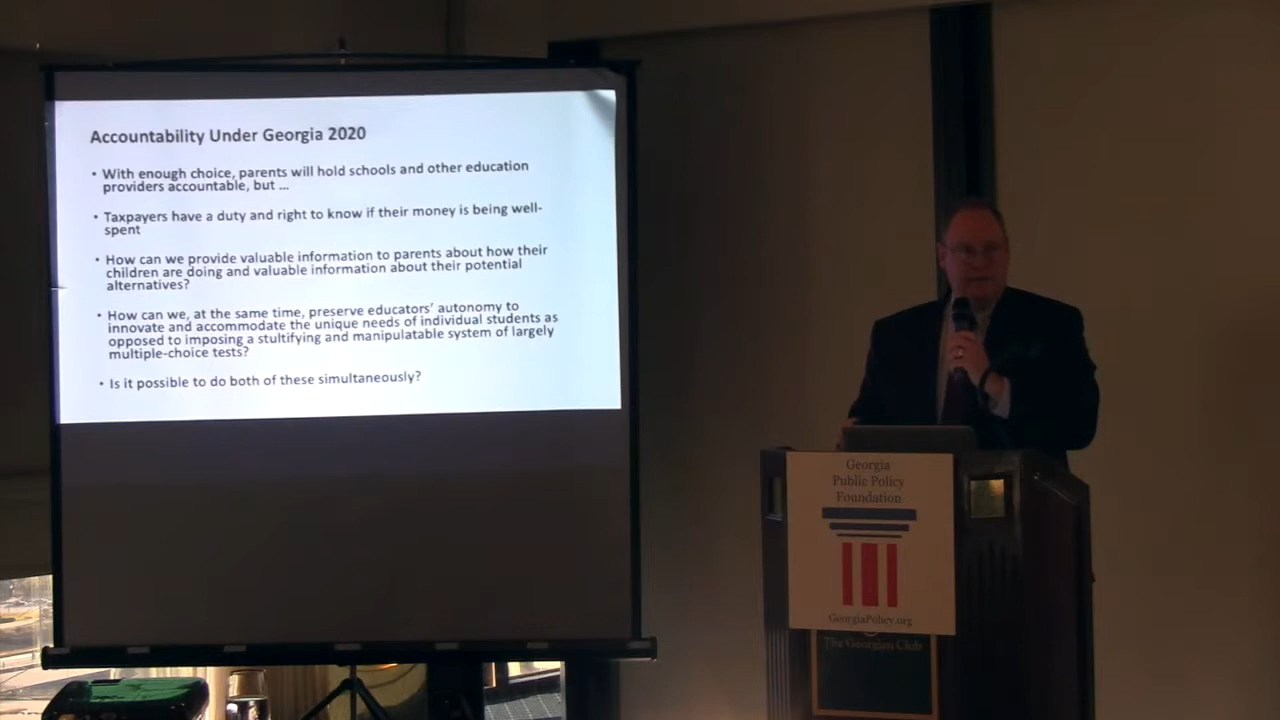 Accountability Under Georgia 2020
• With enough choice, parents will hold schools and other education
providers accountable, but ...
• Taxpayers have a duty and right to know if their money is being well-
spent
• How can we provide valuable information to parents about how their
children are doing and valuable information about their potential
alternatives?
• How can we, at the same time, preserve educators' autonomy to
innovate and accommodate the unique needs of individual students as
opposed to imposing a stultifying and manipulatable system of largely
multiple-choice tests?
• Is it possible to do both of these simultaneously?
Georgia
Public Policy
Foundation
GeorgiaPolicy.org
The Georgian Club